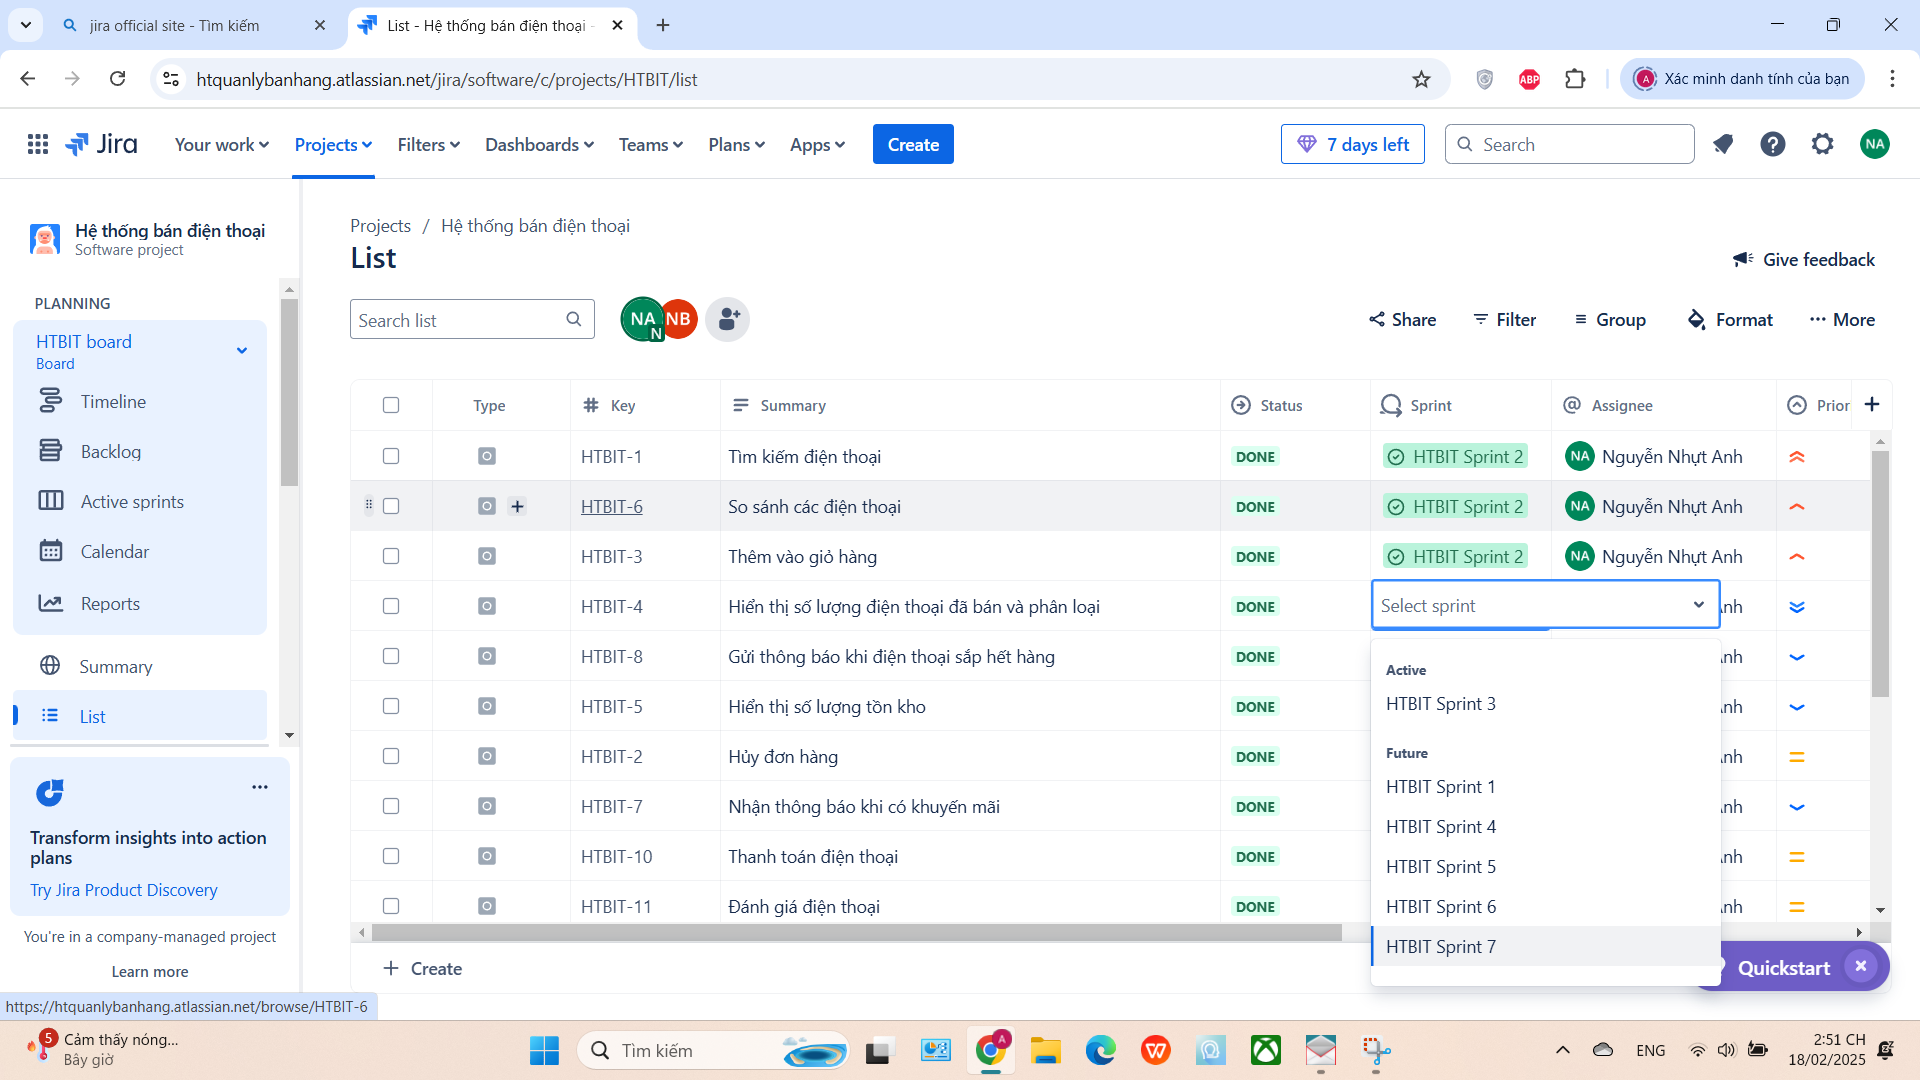 jira official site - Tìm kiếm
List - Hệ thống bán điện thoại -
htquanlybanhang.atlassian.net/jira/software/c/projects/HTBIT/list
ABP
A
Xác minh danh tính của bạn
Jira
Your work
Projects
Filters
Dashboards
Teams
Plans
Apps
Create
7 days left
Search
NA
Hệ thống bán điện thoại
Software project
PLANNING
HTBIT board
Board
Timeline
Backlog
Active sprints
Calendar
Reports
Summary
List
Transform insights into action
plans
Try Jira Product Discovery
You're in a company-managed project
Learn more
Projects / Hệ thống bán điện thoại
List
Give feedback
Search list
NA
N
NB
Share
Filter
Group
Format
More
Type Key Summary Status Sprint Assignee Prior
HTBIT-1 Tìm kiếm điện thoại DONE HTBIT Sprint 2 NA Nguyễn Nhựt Anh
HTBIT-6 So sánh các điện thoại DONE HTBIT Sprint 2 NA Nguyễn Nhựt Anh
HTBIT-3 Thêm vào giỏ hàng DONE HTBIT Sprint 2 NA Nguyễn Nhựt Anh
HTBIT-4 Hiển thị số lượng điện thoại đã bán và phân loại DONE Select sprint nh
HTBIT-8 Gửi thông báo khi điện thoại sắp hết hàng DONE nh
HTBIT-5 Hiển thị số lượng tồn kho DONE nh
HTBIT-2 Hủy đơn hàng DONE nh
HTBIT-7 Nhận thông báo khi có khuyến mãi DONE nh
HTBIT-10 Thanh toán điện thoại DONE nh
HTBIT-11 Đánh giá điện thoại DONE nh
Active
HTBIT Sprint 3
Future
HTBIT Sprint 1
HTBIT Sprint 4
HTBIT Sprint 5
HTBIT Sprint 6
HTBIT Sprint 7
Create
Quickstart
https://htquanlybanhang.atlassian.net/browse/HTBIT-6
5
Cảm thấy nóng...
Bây giờ
Tìm kiếm
A
ENG
2:51 CH
18/02/2025